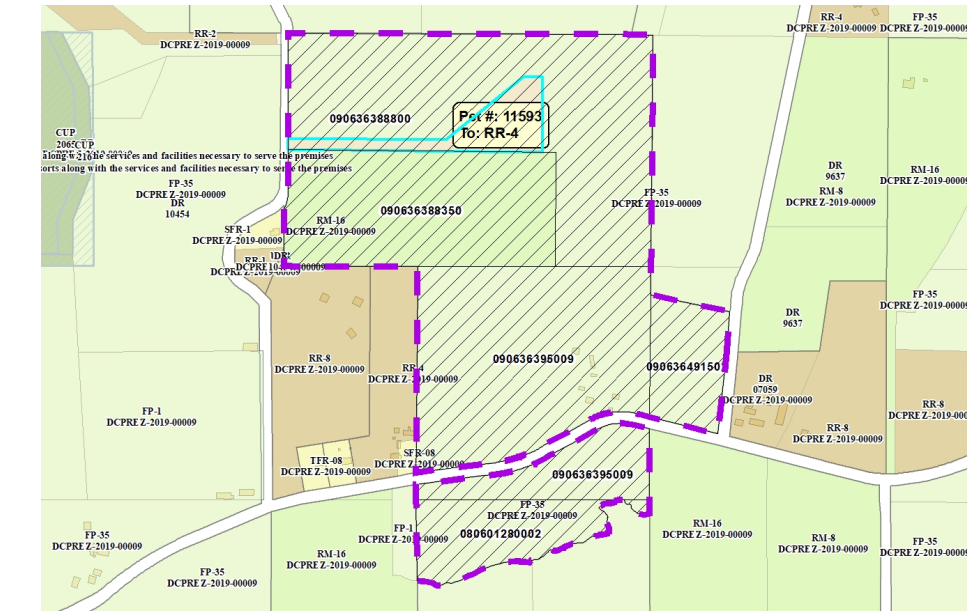 RR-2
DCPREZ-2019-00009
RR-4
DCPREZ-2019-00009
FP-35
DCPREZ-2019-00009
090636388800
Pet #: 11593
To: RR-4
CUP
2065
CUP
along w
the services and facilities necessary to serve the premises
orts along with the services and facilities necessary to serve the premises
FP-35
DCPREZ-2019-00009
DR
10454
FP-35
DCPREZ-2019-00009
DR
9637
RM-8
DCPREZ-2019-00009
RM-16
DCPREZ-2019-00009
090636388350
RM-16
DCPREZ-2019-00009
SFR-1
DCPREZ-2019-00009
RR-1
DR
FP-35
DCPREZ-2019-00009
DR
9637
RR-8
DCPREZ-2019-00009
RR-4
DCPREZ-2019-00009
090636395009
090636491501
DR
07059
DCPREZ-2019-00009
RR-8
FP-1
DCPREZ-2019-00009
RR-8
DCPREZ-2019-00009
TFR-08
DCPREZ-2019-00009
SFR-08
DCPREZ-2019-00009
090636395009
FP-35
DCPREZ-2019-00009
080601280002
FP-35
DCPREZ-2019-00009
FP-1
DCPREZ-2019-00009
RM-16
DCPREZ-2019-00009
RM-16
DCPREZ-2019-00009
RM-8
DCPREZ-2019-00009
FP-35
DCPREZ-2019-00009
FP-35
DCPREZ-2019-00009